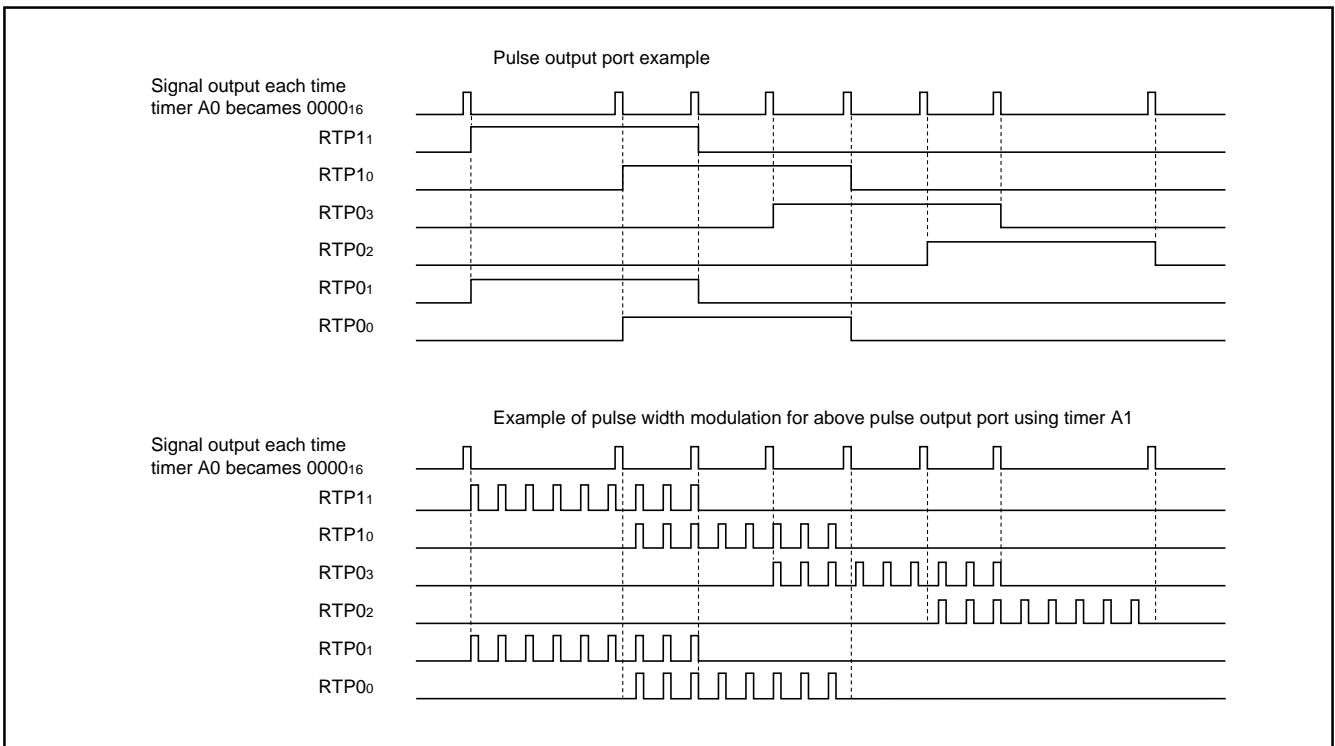 Pulse output port example
Signal output each time
timer A0 becames 0000₁₆
RTP1₁
RTP1₀
RTP0₃
RTP0₂
RTP0₁
RTP0₀
Example of pulse width modulation for above pulse output port using timer A1
Signal output each time
timer A0 becames 0000₁₆
RTP1₁
RTP1₀
RTP0₃
RTP0₂
RTP0₁
RTP0₀